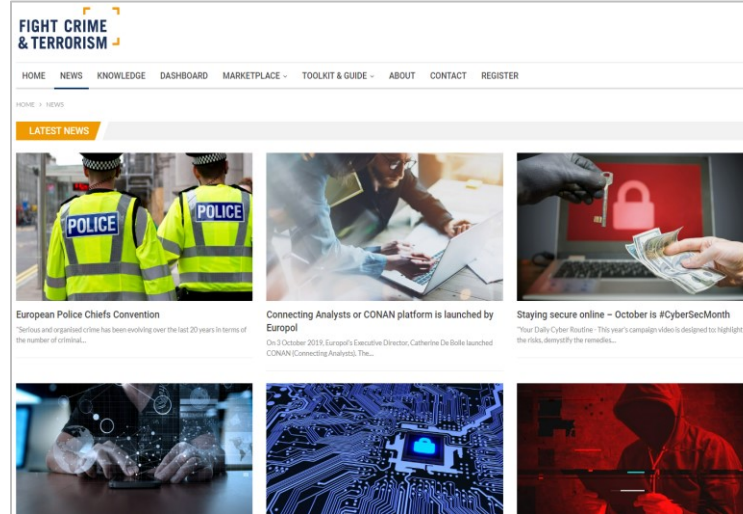 FIGHT CRIME
& TERRORISM
HOME NEWS KNOWLEDGE DASHBOARD MARKETPLACE TOOLKIT & GUIDE ABOUT CONTACT REGISTER
HOME > NEWS
LATEST NEWS
POLICE
POLICE
European Police Chiefs Convention
"Serious and organised crime has been evolving over the last 20 years in terms of
the number of criminal...
Connecting Analysts or CONAN platform is launched by
Europol
On 3 October 2019, Europol's Executive Director, Catherine De Bolle launched
CONAN (Connecting Analysts). The...
Staying secure online – October is #CyberSecMonth
"Your Daily Cyber Routine - This year's campaign video is designed to: highlight
the risks, demystify the remedies...